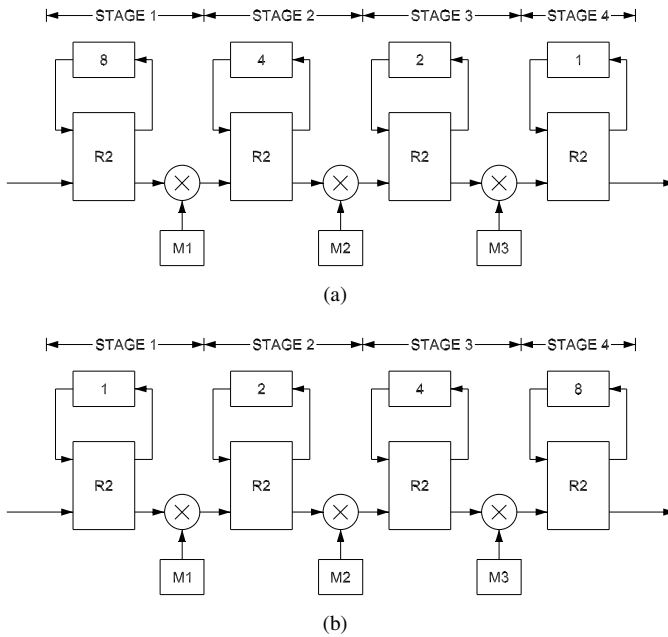 STAGE 1 STAGE 2 STAGE 3 STAGE 4
8 4 2 1
R2 R2 R2 R2
M1 M2 M3
(a)
STAGE 1 STAGE 2 STAGE 3 STAGE 4
1 2 4 8
R2 R2 R2 R2
M1 M2 M3
(b)